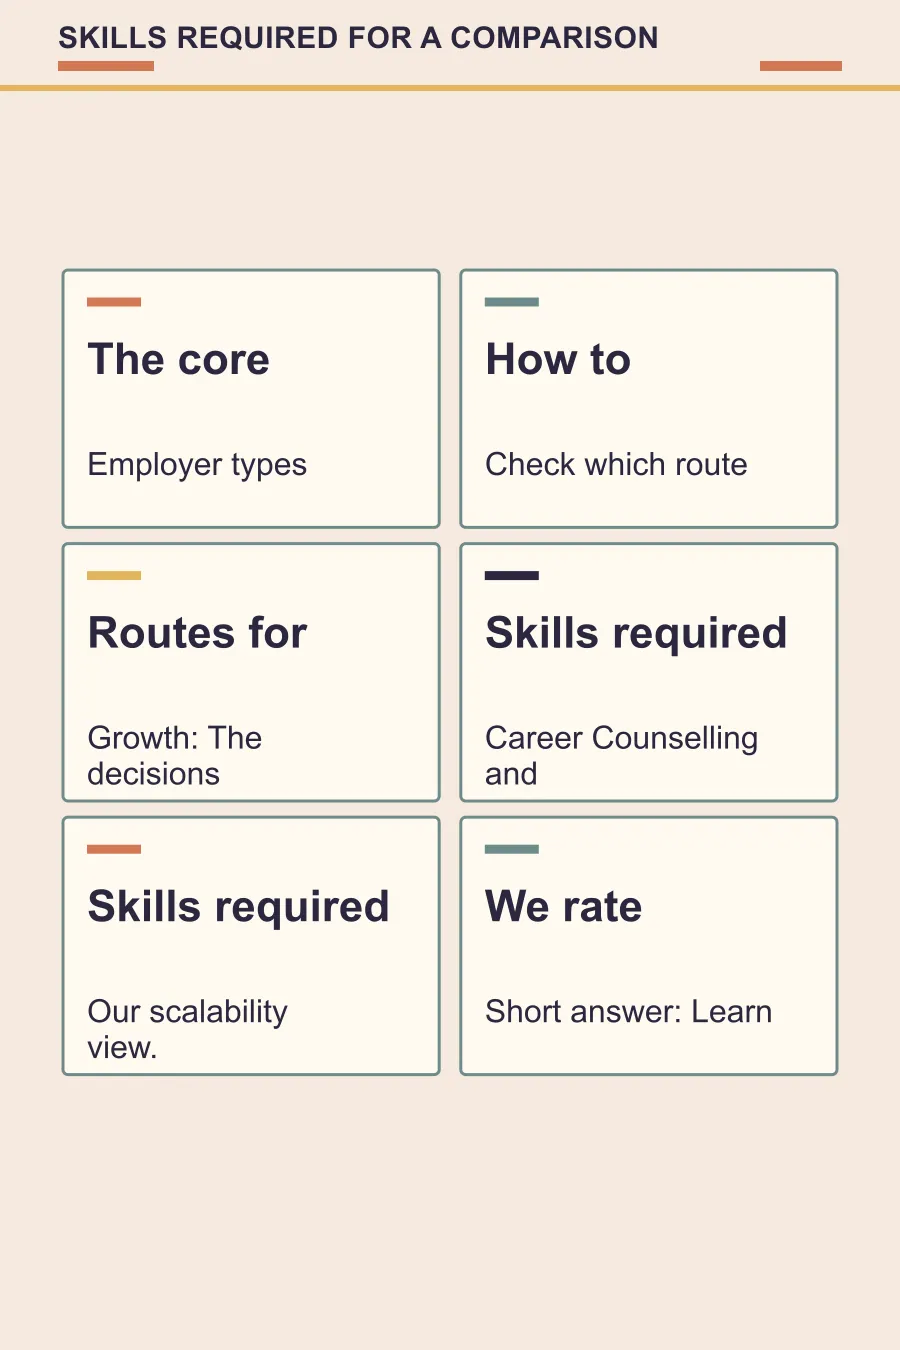 SKILLS REQUIRED FOR A COMPARISON
The core
Employer types
How to
Check which route
Routes for
Growth: The
decisions
Skills required
Career Counselling
and
Skills required
Our scalability
view.
We rate
Short answer: Learn